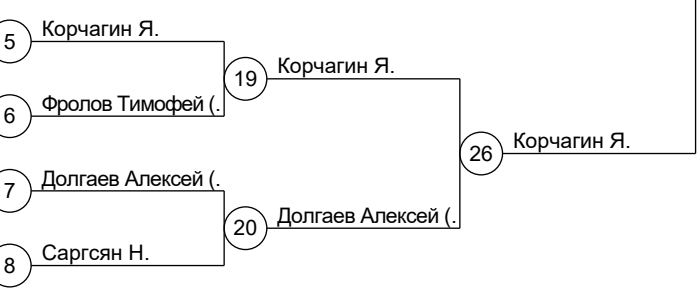 5 Корчагин Я.
19 Корчагин Я.
6 Фролов Тимофей (.
26 Корчагин Я.
7 Долгаев Алексей (.
20 Долгаев Алексей (.
8 Саргсян Н.